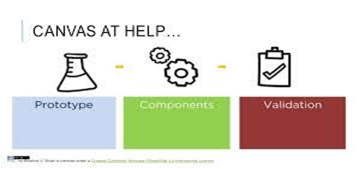 CANVAS AT HELP...
Prototype
Components
Validation